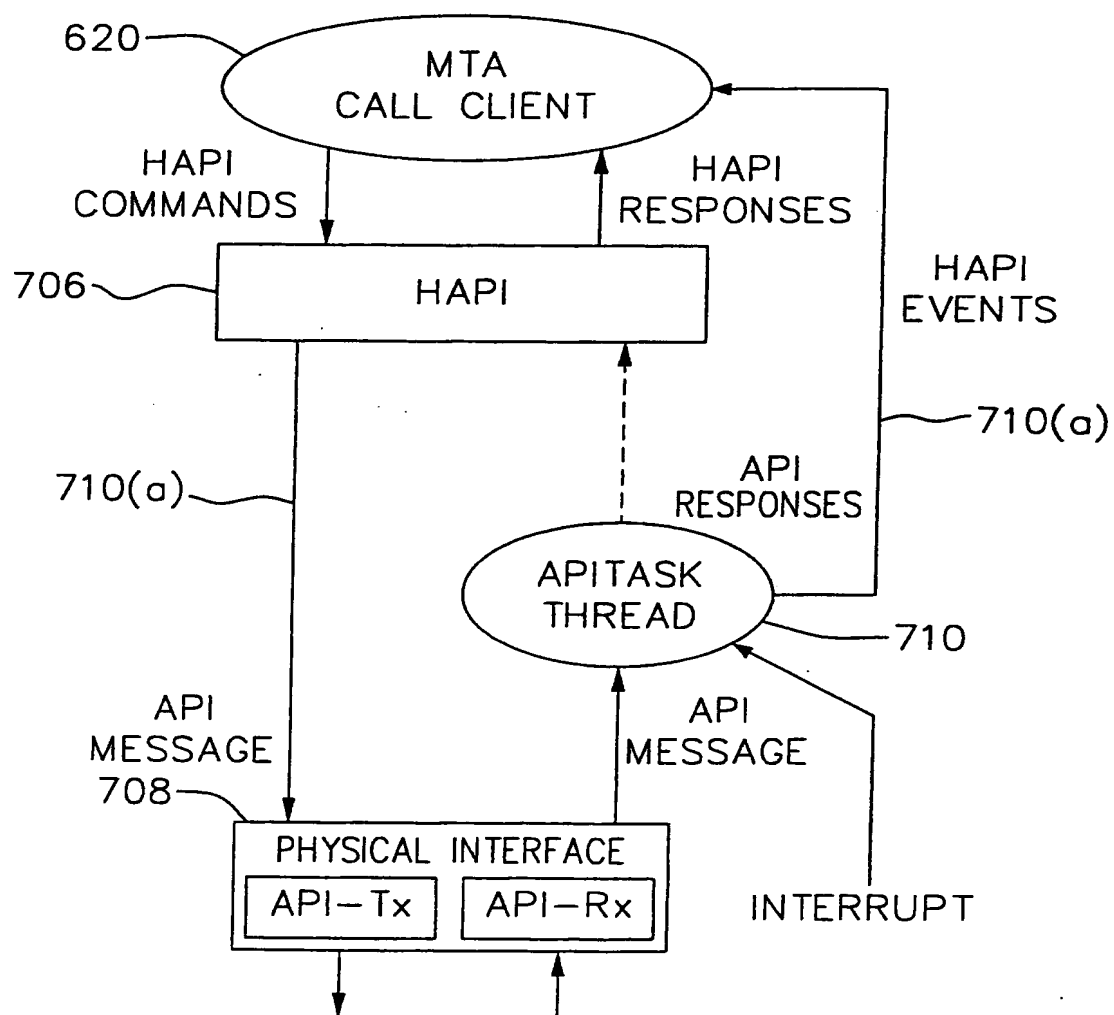 620
MTA
CALL CLIENT
HAPI
COMMANDS
HAPI
RESPONSES
706
HAPI
HAPI
EVENTS
710(a)
710(a)
API
RESPONSES
APITASK
THREAD
710
API
MESSAGE
API
MESSAGE
708
PHYSICAL INTERFACE
API-Tx
API-Rx
INTERRUPT